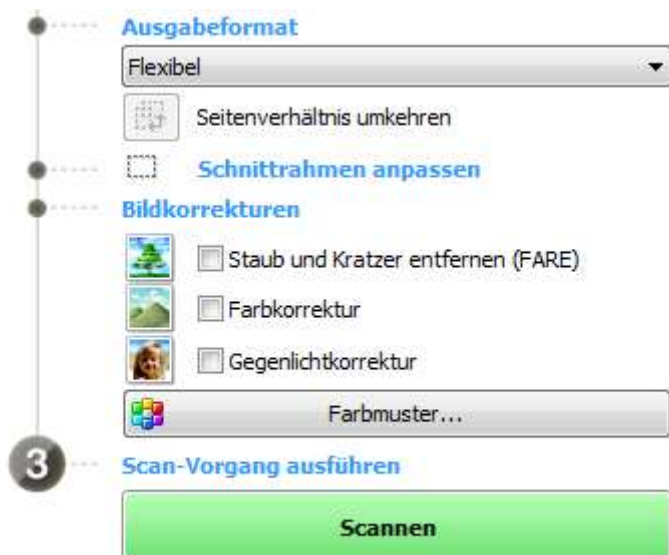 Ausgabeformat
Flexibel
Seitenverhältnis umkehren
Schnittrahmen anpassen
Bildkorrekturen
Staub und Kratzer entfernen (FARE)
Farbkorrektur
Gegenlichtkorrektur
Farbmuster...
3 Scan-Vorgang ausführen
Scannen